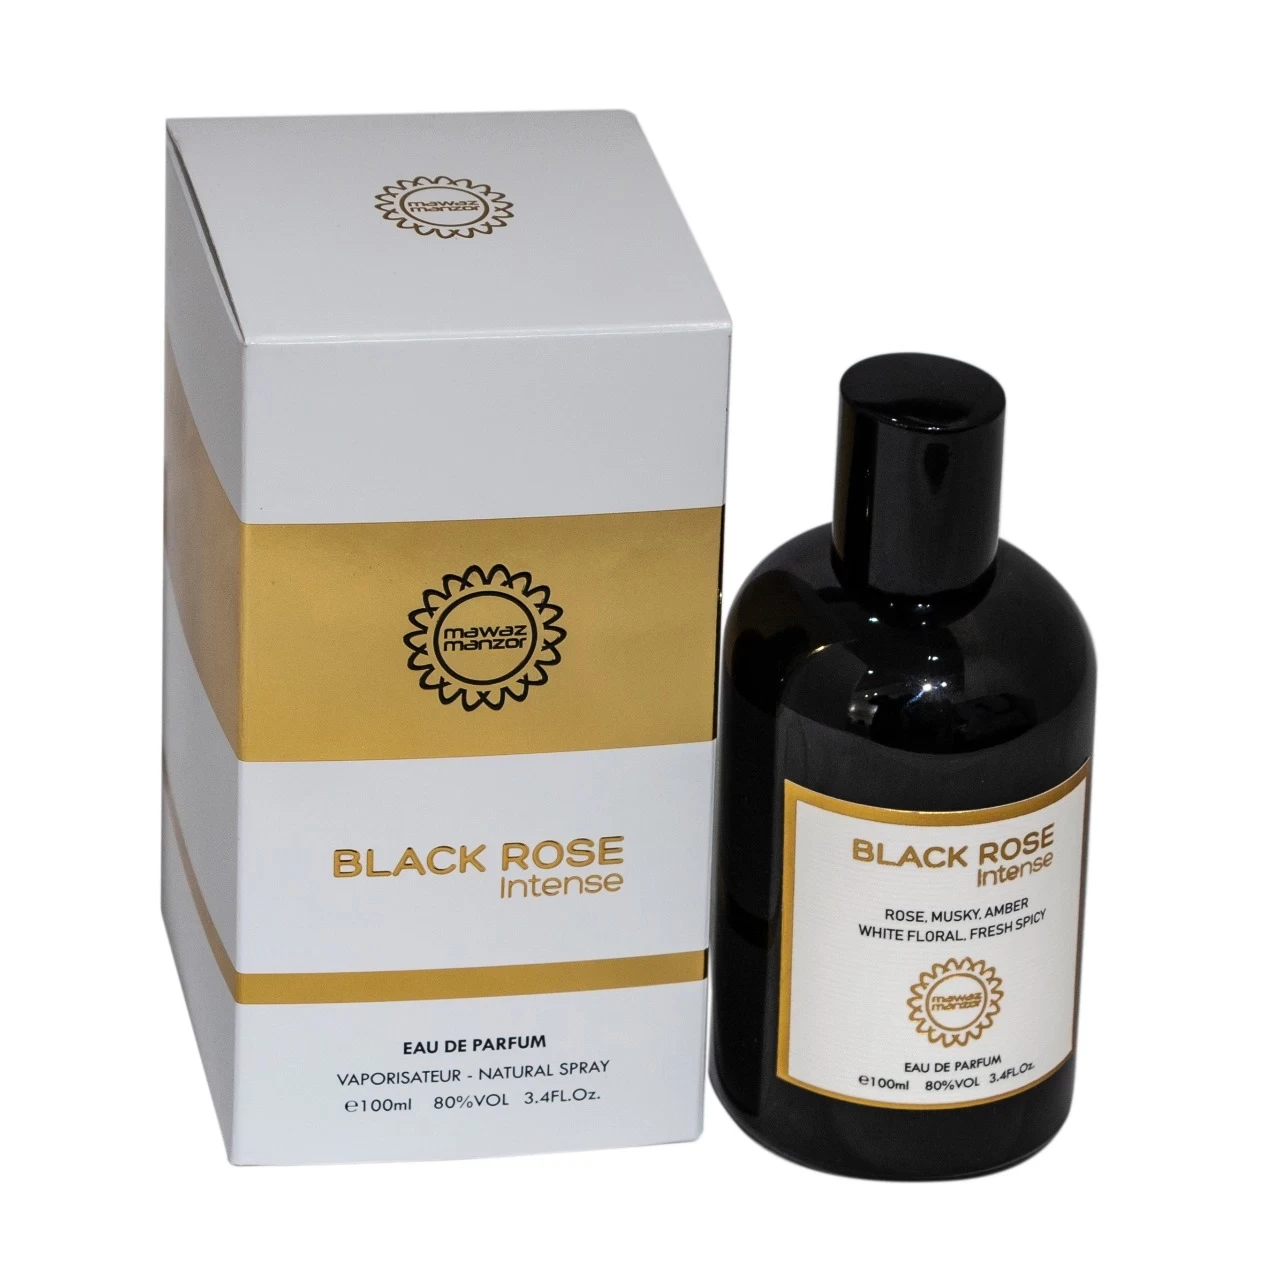 mawaz
manzor
mawaz
manzor
BLACK ROSE
Intense
EAU DE PARFUM
VAPORISATEUR - NATURAL SPRAY
℮100ml 80%VOL 3.4FL.Oz.
BLACK ROSE
Intense
ROSE, MUSKY, AMBER
WHITE FLORAL, FRESH SPICY
mawaz
manzor
EAU DE PARFUM
℮100ml 80%VOL 3.4FL.Oz.